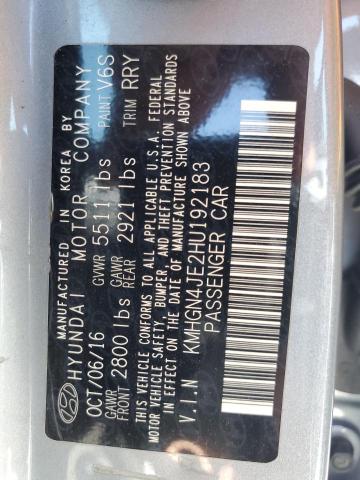 MANUFACTURED IN KOREA BY
HYUNDAI MOTOR COMPANY
OCT/06/16 GVWR 5511 lbs PAINT V6S
GAWR FRONT 2800 lbs GAWR REAR 2921 lbs TRIM RRY
THIS VEHICLE CONFORMS TO ALL APPLICABLE U.S.A. FEDERAL
MOTOR VEHICLE SAFETY, BUMPER, AND THEFT PREVENTION STANDARDS
IN EFFECT ON THE DATE OF MANUFACTURE SHOWN ABOVE
V.I.N KMHGN4JE2HU192183
PASSENGER CAR